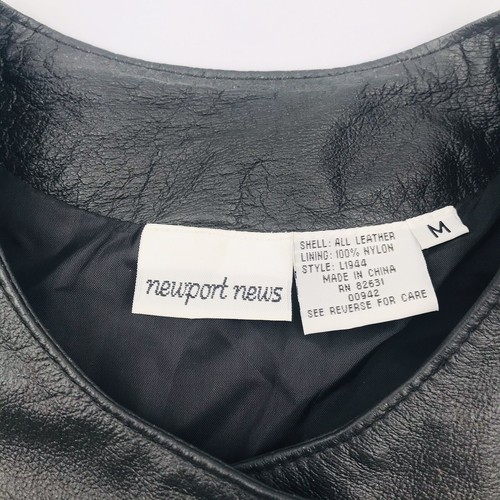 newport news
SHELL: ALL LEATHER
LINING: 100% NYLON
STYLE: L1944
MADE IN CHINA
RN 82631
00942
SEE REVERSE FOR CARE
M